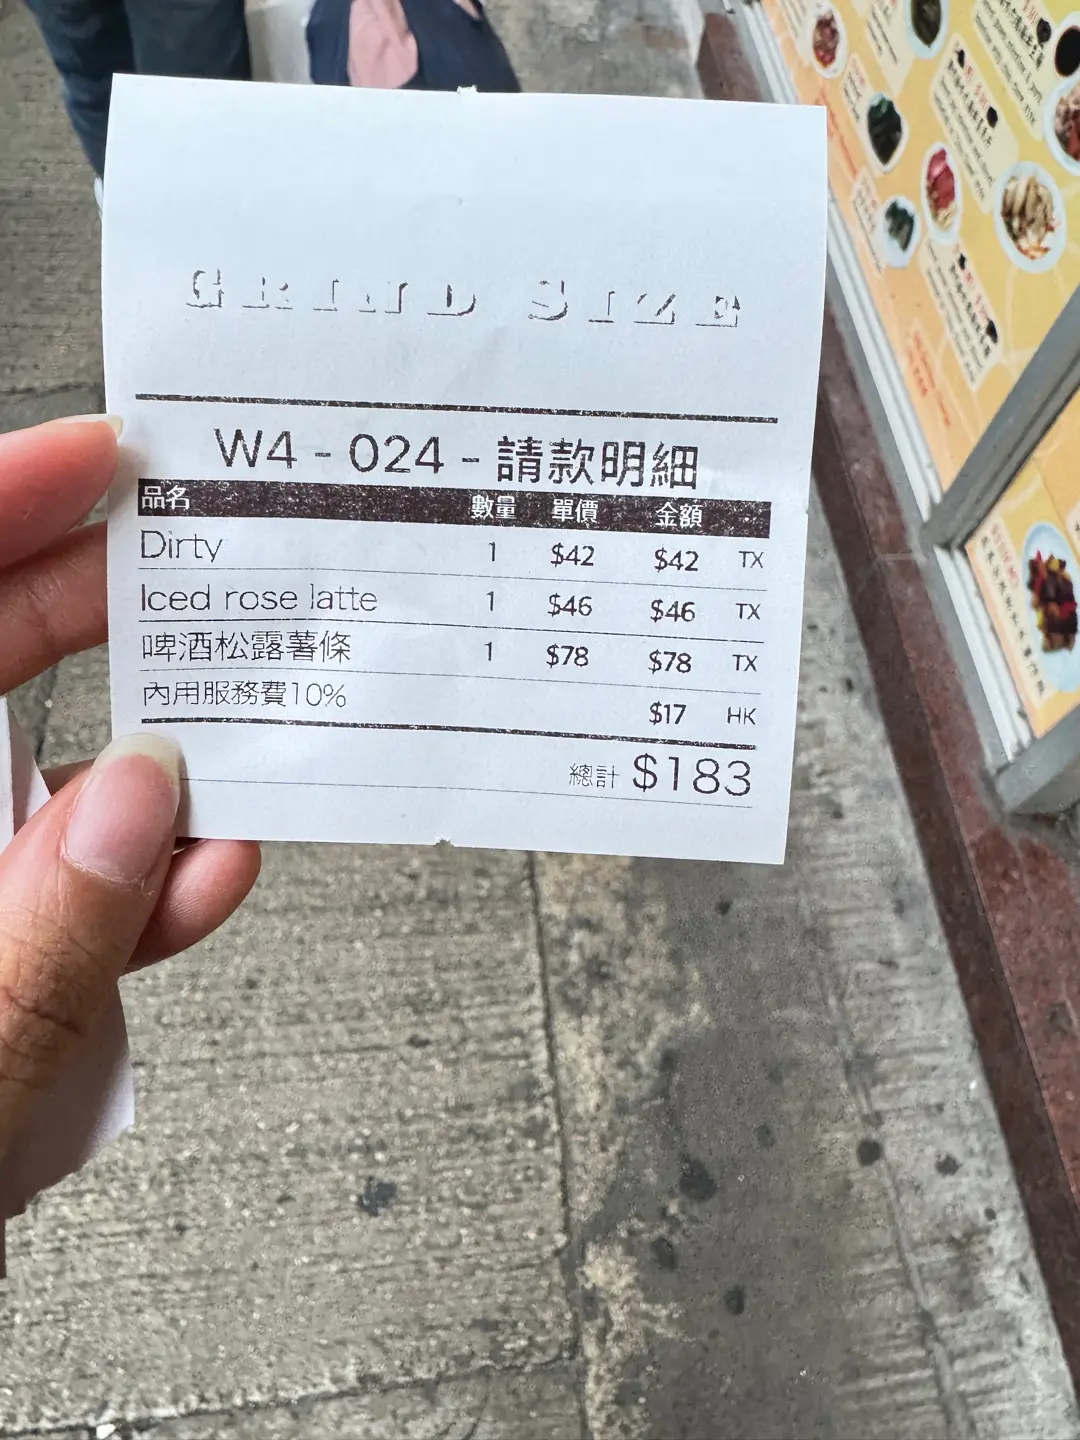 GRIND SIZE
W4 - 024 - 請款明細
品名 數量 單價 金額
Dirty 1 $42 $42 TX
Iced rose latte 1 $46 $46 TX
啤酒松露薯條 1 $78 $78 TX
內用服務費10% $17 HK
總計 $183